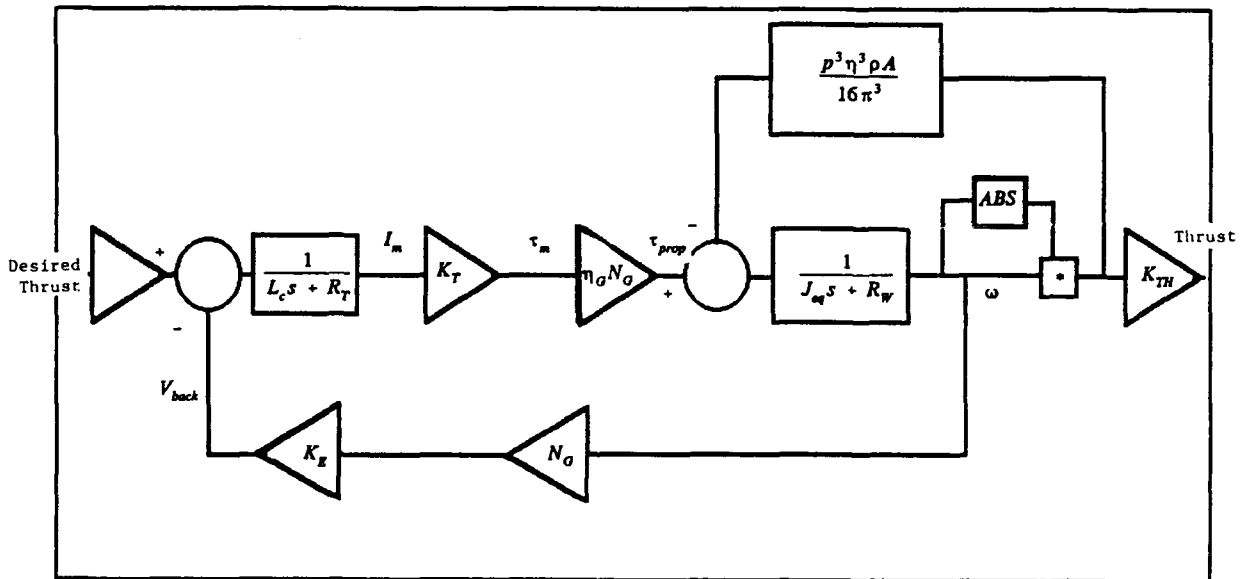 p³η³ρA
16π³
ABS
Desired
Thrust
+
-
1
L_c s + R_T
I_m
K_T
τ_m
η_G N_G
τ_prop
-
+
1
J_eq s + R_W
ω
*
K_TH
Thrust
V_back
K_E
N_G